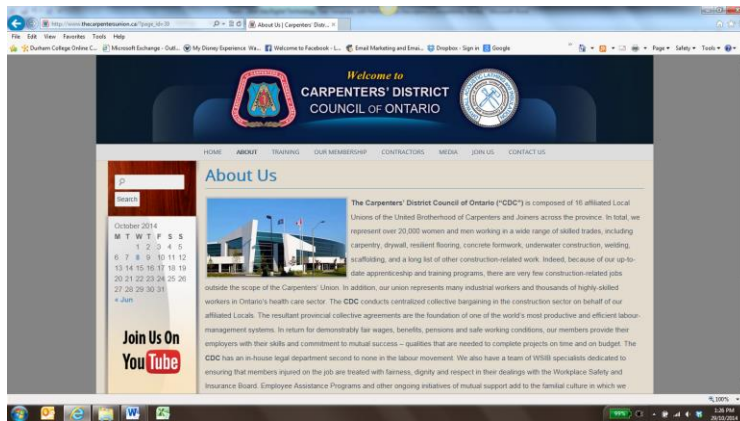 http://www.thecarpentersunion.ca/?page_id=38
About Us | Carpenters' Distr...
File Edit View Favorites Tools Help
Durham College Online C... Microsoft Exchange - Outl... My Disney Experience Wa... Welcome to Facebook - L... Email Marketing and Emai... Dropbox - Sign in Google
Page Safety Tools
Welcome to
CARPENTERS' DISTRICT
COUNCIL OF ONTARIO
HOME ABOUT TRAINING OUR MEMBERSHIP CONTRACTORS MEDIA JOIN US CONTACT US
About Us
Search
October 2014
M T W T F S S
1 2 3 4 5
6 7 8 9 10 11 12
13 14 15 16 17 18 19
20 21 22 23 24 25 26
27 28 29 30 31
« Jun
Join Us On
YouTube
The Carpenters' District Council of Ontario ("CDC") is composed of 16 affiliated Local
Unions of the United Brotherhood of Carpenters and Joiners across the province. In total, we
represent over 20,000 women and men working in a wide range of skilled trades, including
carpentry, drywall, resilient flooring, concrete formwork, underwater construction, welding,
scaffolding, and a long list of other construction-related work. Indeed, because of our up-to-
date apprenticeship and training programs, there are very few construction-related jobs
outside the scope of the Carpenters' Union. In addition, our union represents many industrial workers and thousands of highly-skilled
workers in Ontario's health care sector. The CDC conducts centralized collective bargaining in the construction sector on behalf of our
affiliated Locals. The resultant provincial collective agreements are the foundation of one of the world's most productive and efficient labour-
management systems. In return for demonstrably fair wages, benefits, pensions and safe working conditions, our members provide their
employers with their skills and commitment to mutual success – qualities that are needed to complete projects on time and on budget. The
CDC has an in-house legal department second to none in the labour movement. We also have a team of WSIB specialists dedicated to
ensuring that members injured on the job are treated with fairness, dignity and respect in their dealings with the Workplace Safety and
Insurance Board. Employee Assistance Programs and other ongoing initiatives of mutual support add to the familial culture in which we
100%
99%
1:26 PM
29/10/2014